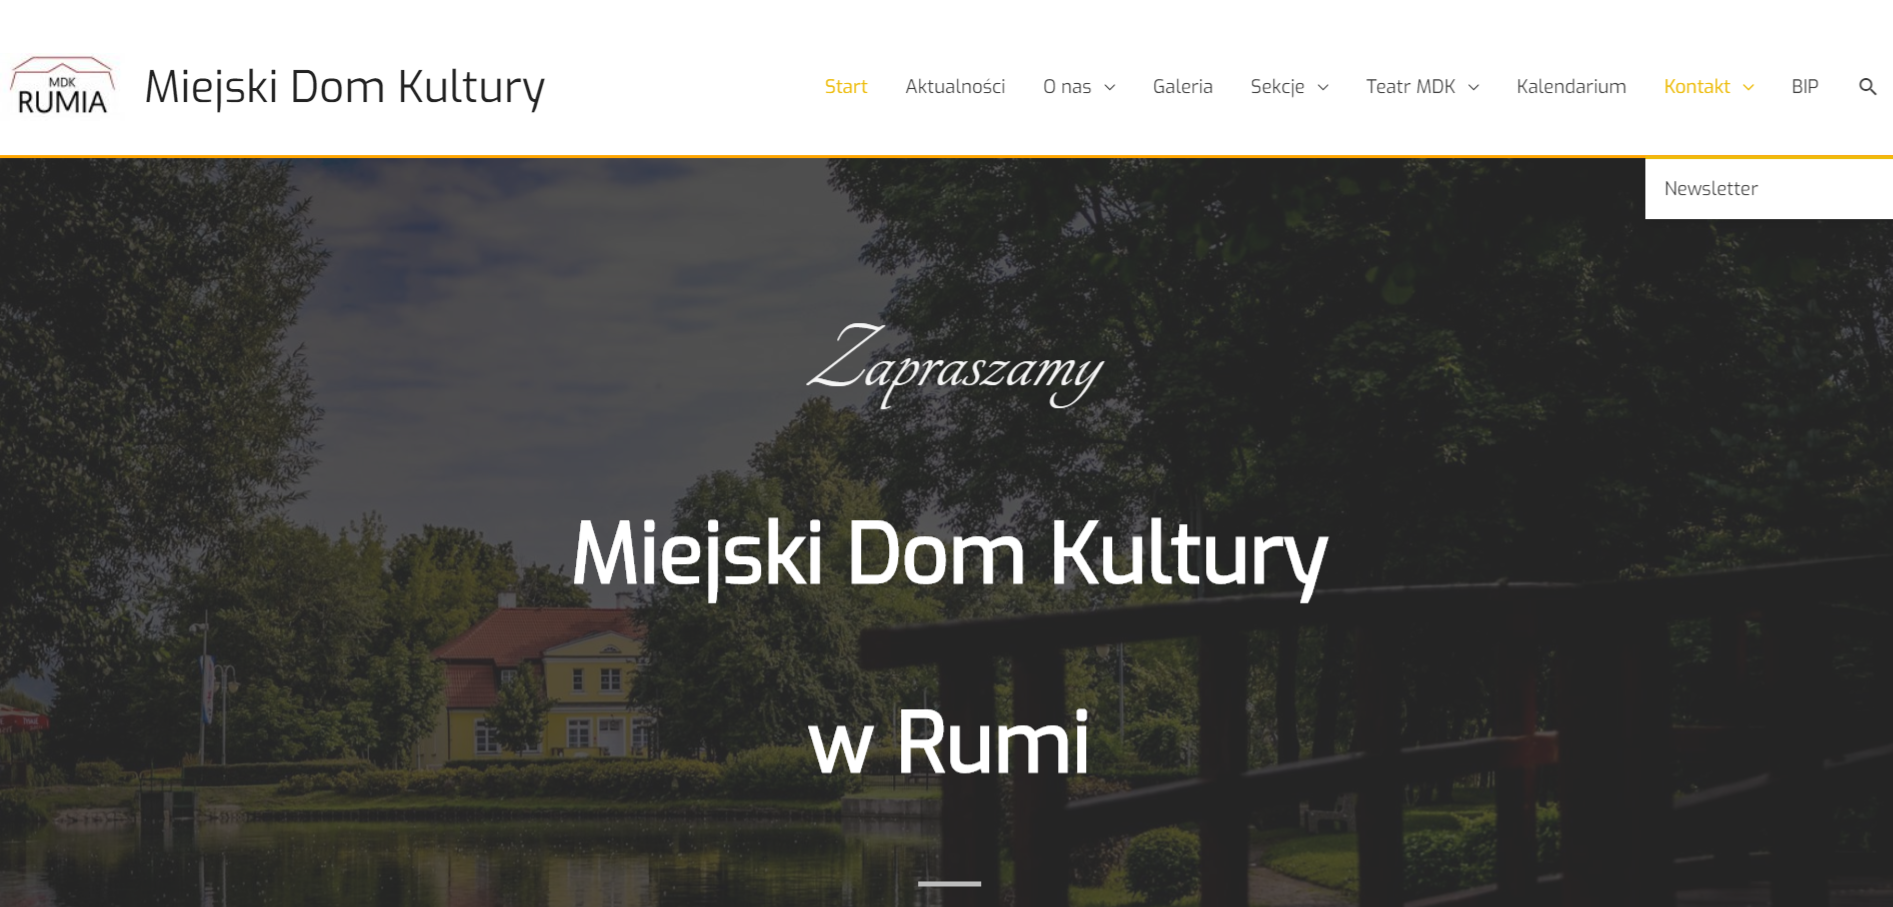 MDK
RUMIA
Miejski Dom Kultury
Start Aktualności O nas Galeria Sekcje Teatr MDK Kalendarium Kontakt BIP
Newsletter
Zapraszamy
Miejski Dom Kultury
w Rumi